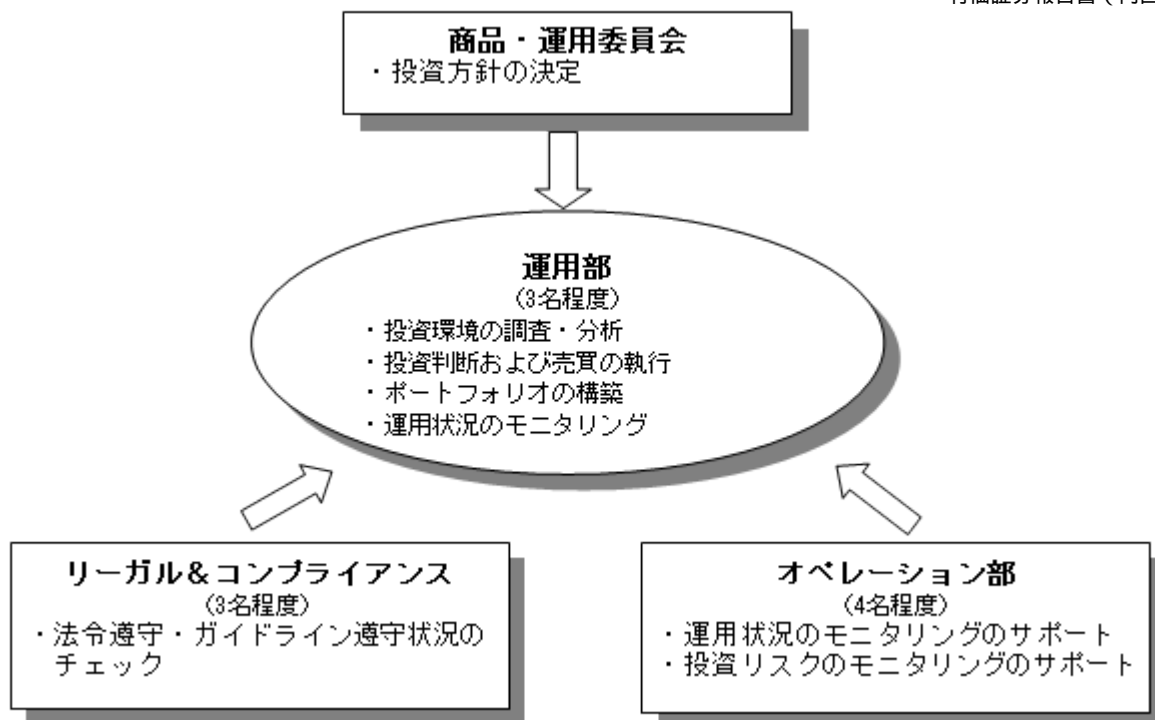 商品・運用委員会
・投資方針の決定
運用部
(3名程度)
・投資環境の調査・分析
・投資判断および売買の執行
・ポートフォリオの構築
・運用状況のモニタリング
リーガル&コンプライアンス
(3名程度)
・法令遵守・ガイドライン遵守状況の
チェック
オペレーション部
(4名程度)
・運用状況のモニタリングのサポート
・投資リスクのモニタリングのサポート